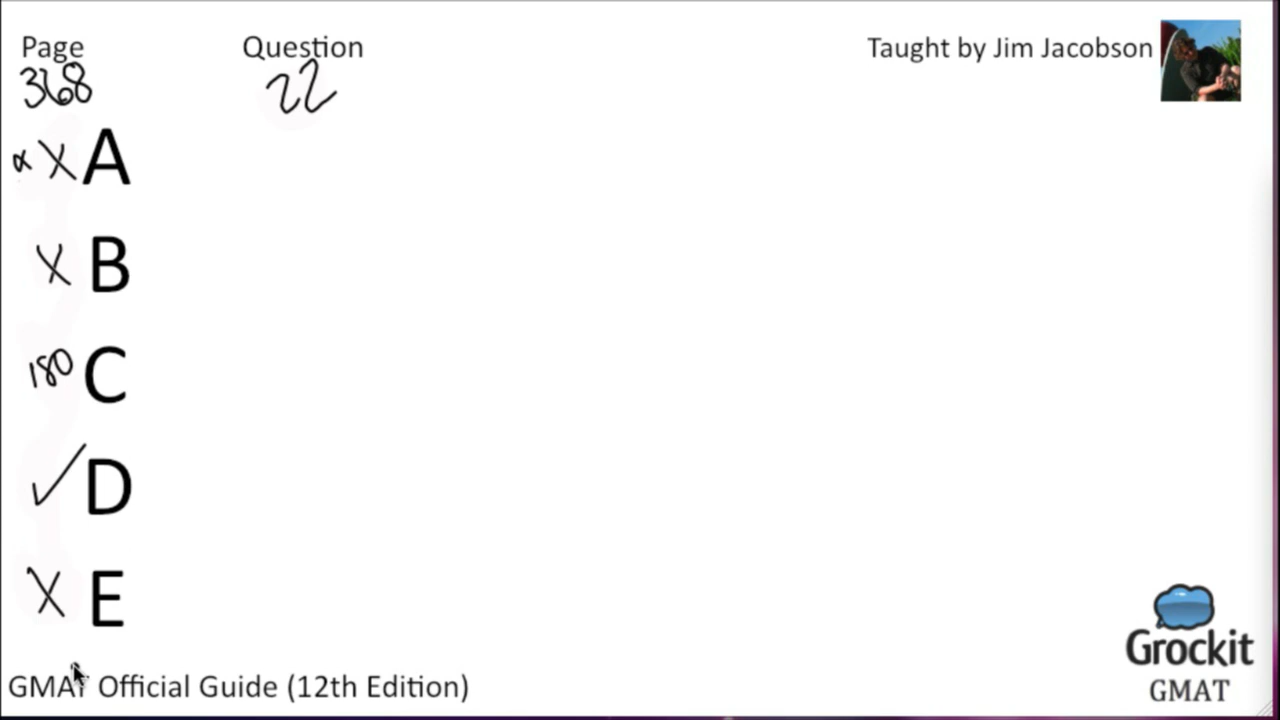 Page Question Taught by Jim Jacobson
368 22
α X A
X B
180 C
✓ D
X E
GMAT Official Guide (12th Edition)
Grockit
GMAT